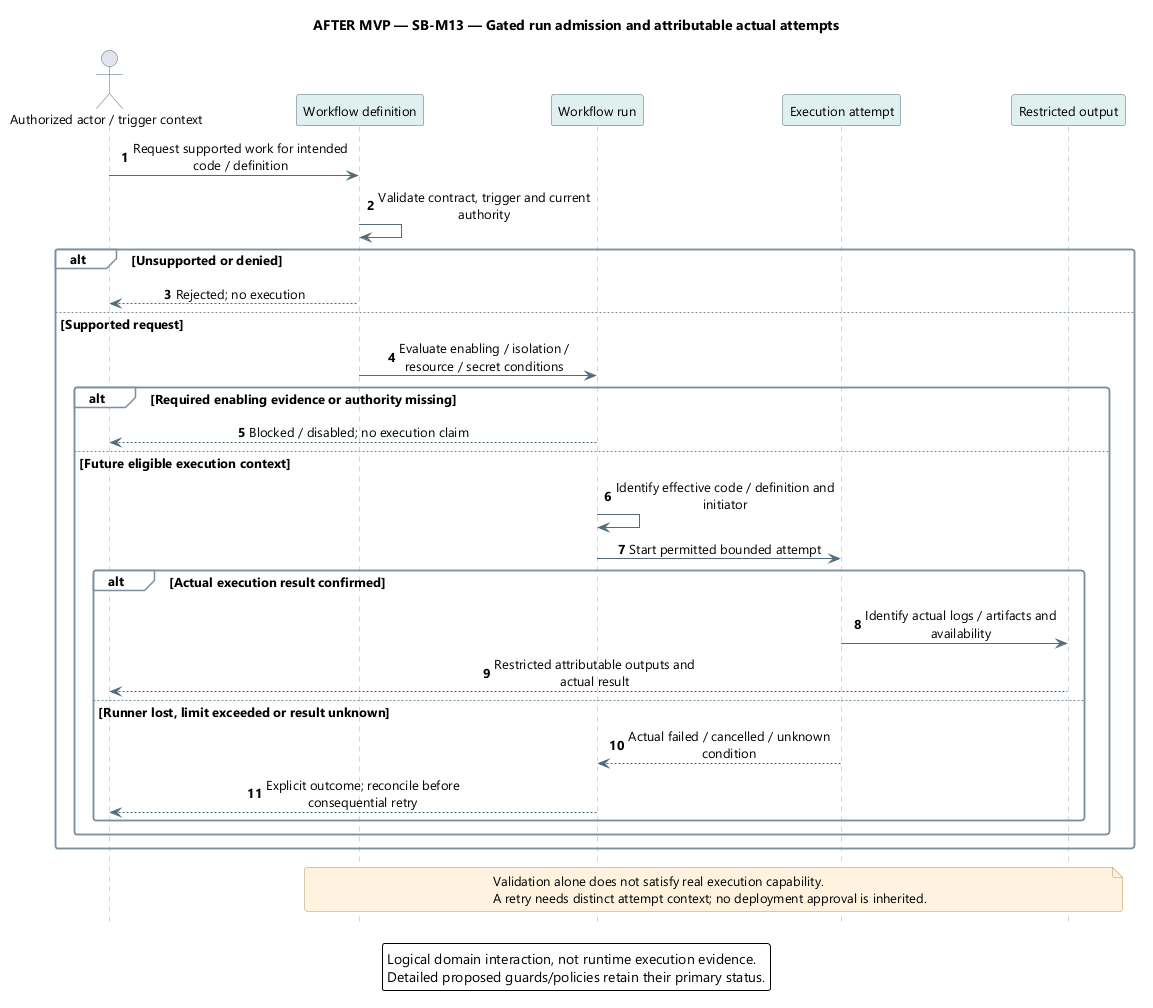 AFTER MVP — SB-M13 — Gated run admission and attributable actual attempts
Authorized actor / trigger context
Workflow definition
Workflow run
Execution attempt
Restricted output
1 Request supported work for intended
code / definition
2 Validate contract, trigger and current
authority
alt [Unsupported or denied]
3 Rejected; no execution
[Supported request]
4 Evaluate enabling / isolation /
resource / secret conditions
alt [Required enabling evidence or authority missing]
5 Blocked / disabled; no execution claim
[Future eligible execution context]
6 Identify effective code / definition and
initiator
7 Start permitted bounded attempt
alt [Actual execution result confirmed]
8 Identify actual logs / artifacts and
availability
9 Restricted attributable outputs and
actual result
[Runner lost, limit exceeded or result unknown]
10 Actual failed / cancelled / unknown
condition
11 Explicit outcome; reconcile before
consequential retry
Validation alone does not satisfy real execution capability.
A retry needs distinct attempt context; no deployment approval is inherited.
Logical domain interaction, not runtime execution evidence.
Detailed proposed guards/policies retain their primary status.